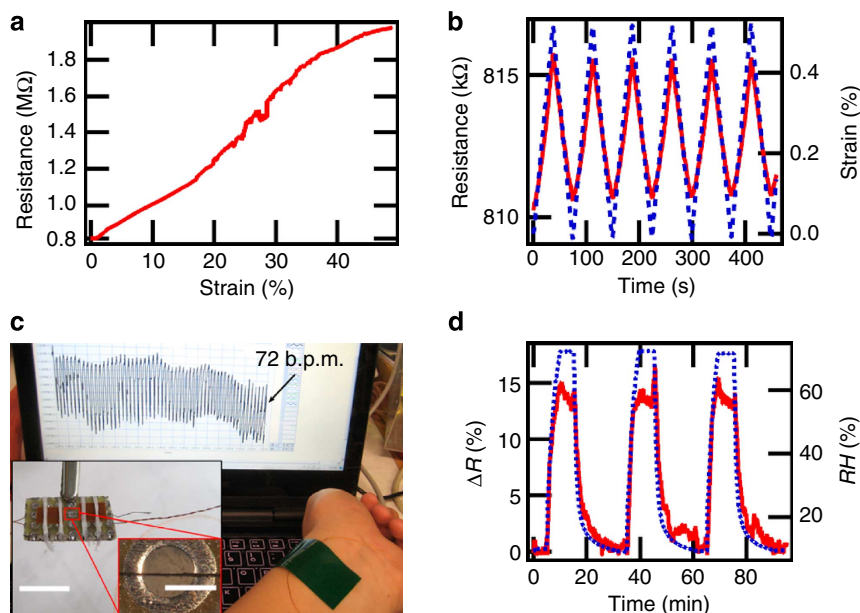 a
Resistance (MΩ)
1.8
1.6
1.4
1.2
1.0
0.8
0 10 20 30 40
Strain (%)
b
Resistance (kΩ)
815
810
0.4
0.2
0.0
Strain (%)
0 100 200 300 400
Time (s)
c
72 b.p.m.
d
ΔR (%)
15
10
5
0
60
40
20
RH (%)
0 20 40 60 80
Time (min)